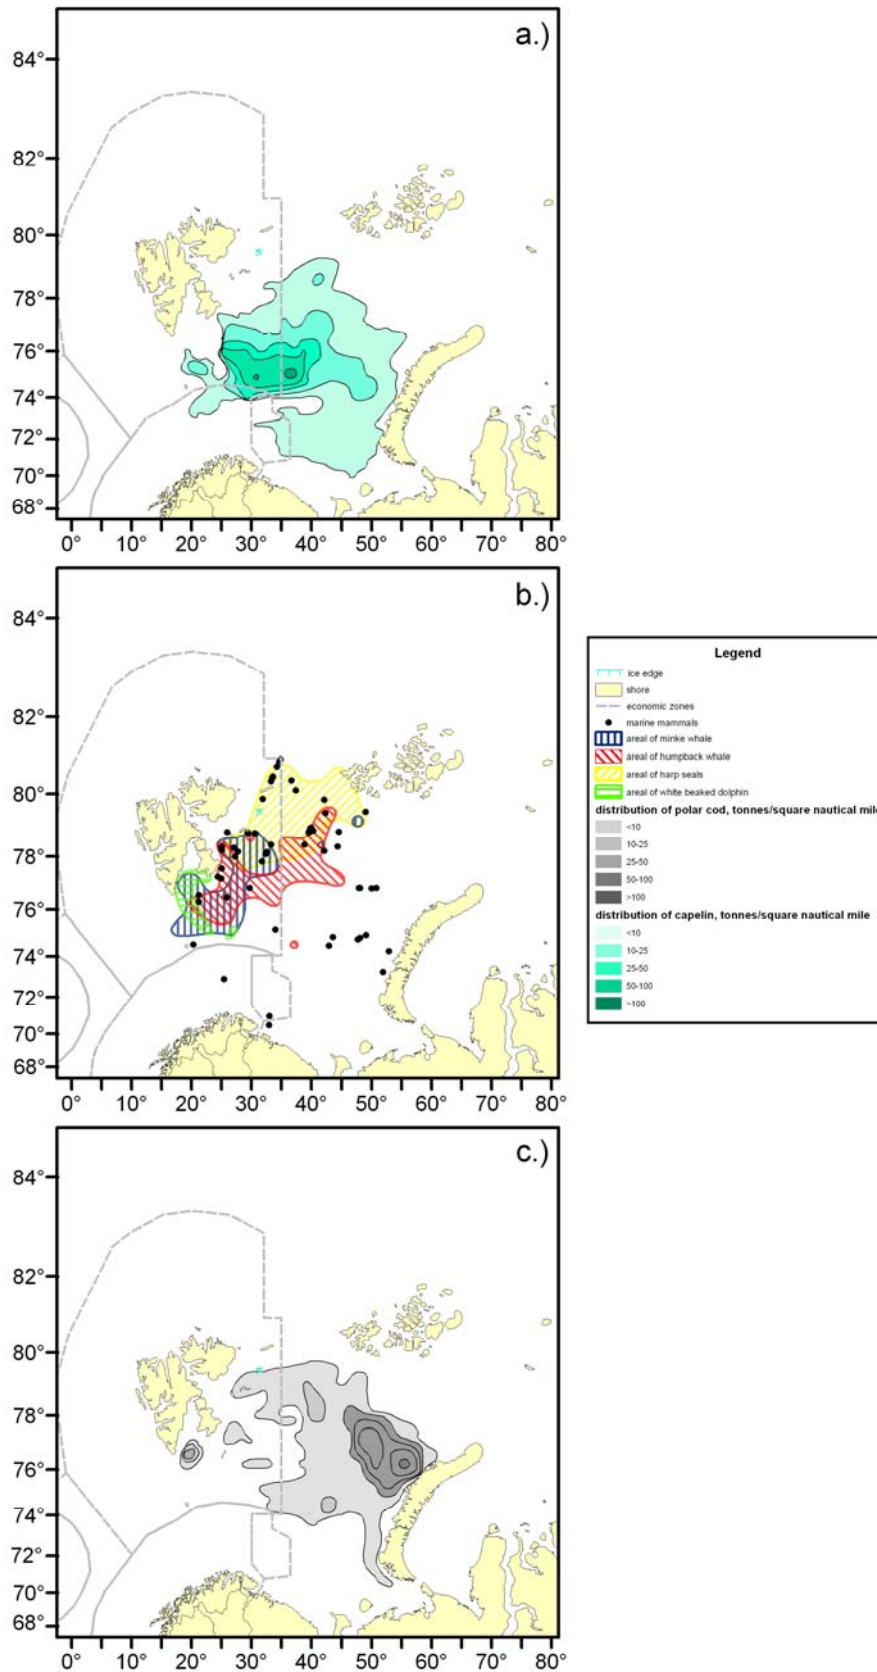 a.)
84°
82°
80°
78°
76°
74°
72°
70°
68°
0° 10° 20° 30° 40° 50° 60° 70° 80°
b.)
84°
82°
80°
78°
76°
74°
72°
70°
68°
0° 10° 20° 30° 40° 50° 60° 70° 80°
Legend
ice edge
shore
economic zones
marine mammals
areal of minke whale
areal of humpback whale
areal of harp seals
areal of white beaked dolphin
distribution of polar cod, tonnes/square nautical mile
<10
10-25
25-50
50-100
>100
distribution of capelin, tonnes/square nautical mile
<10
10-25
25-50
50-100
>100
c.)
84°
82°
80°
78°
76°
74°
72°
70°
68°
0° 10° 20° 30° 40° 50° 60° 70° 80°